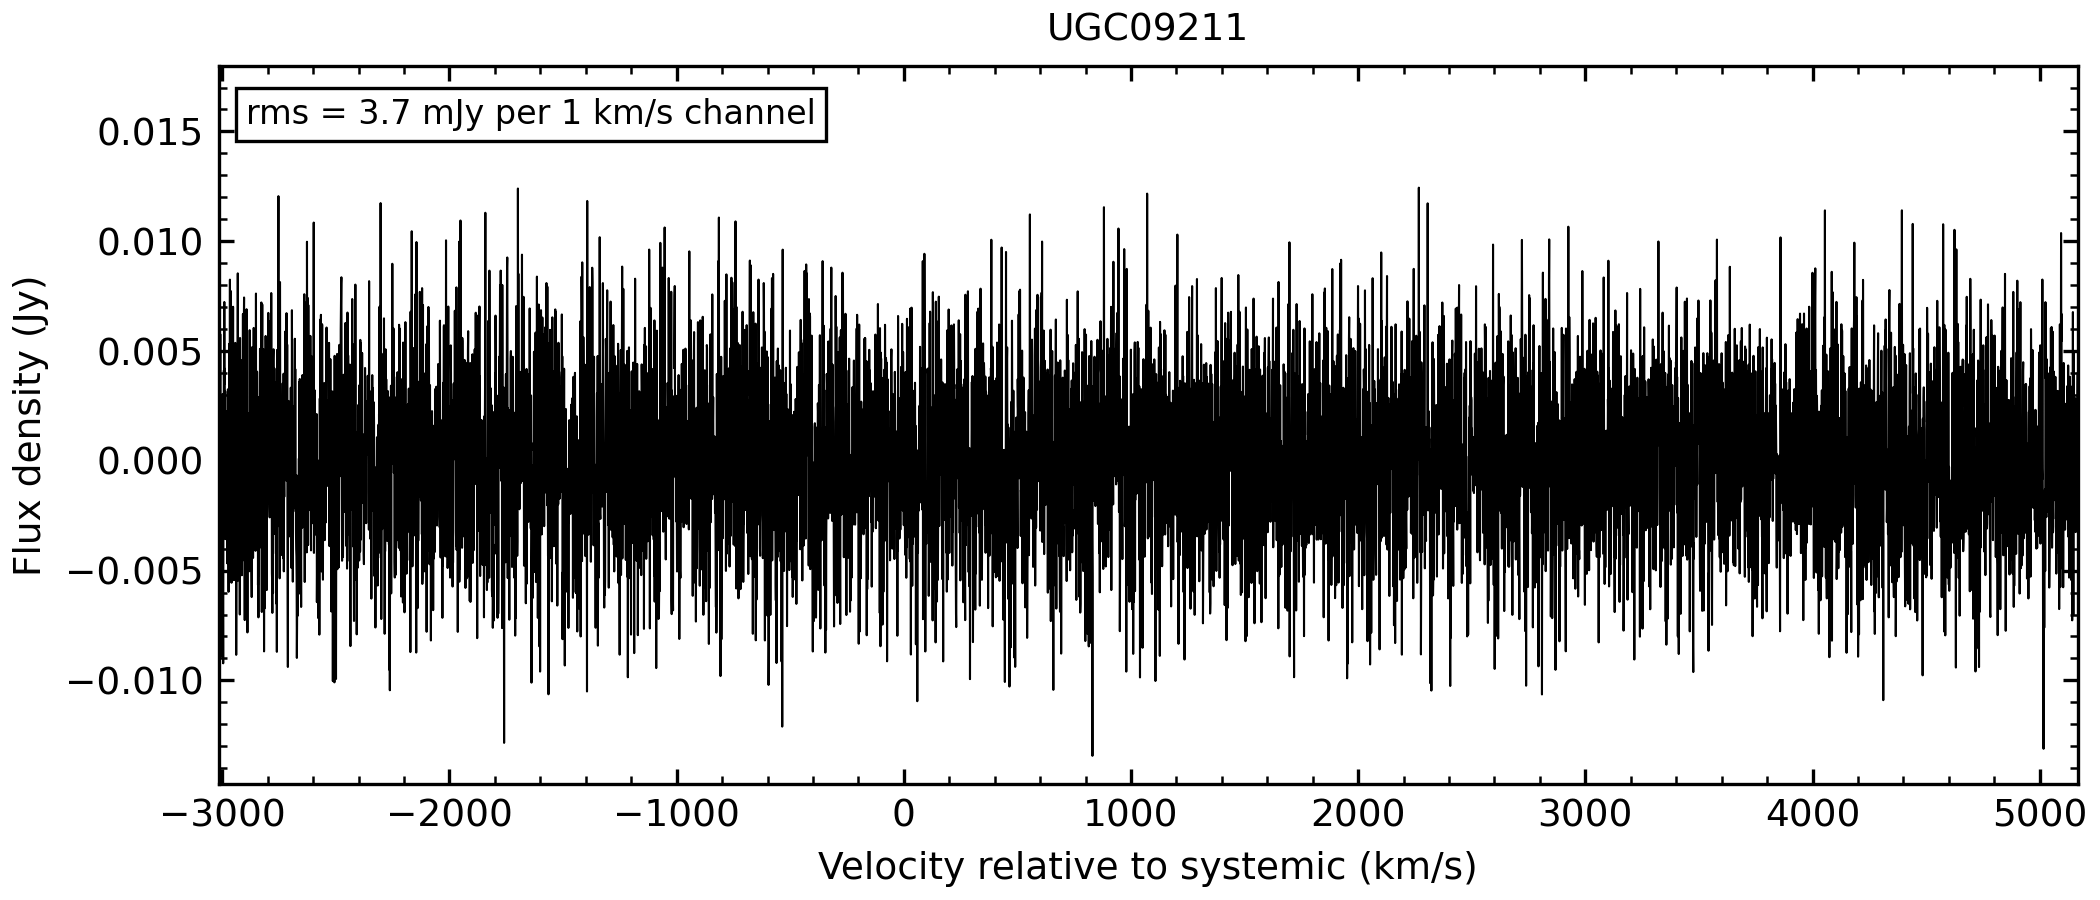 UGC09211
rms = 3.7 mJy per 1 km/s channel
0.015
0.010
0.005
0.000
−0.005
−0.010
Flux density (Jy)
−3000 −2000 −1000 0 1000 2000 3000 4000 5000
Velocity relative to systemic (km/s)